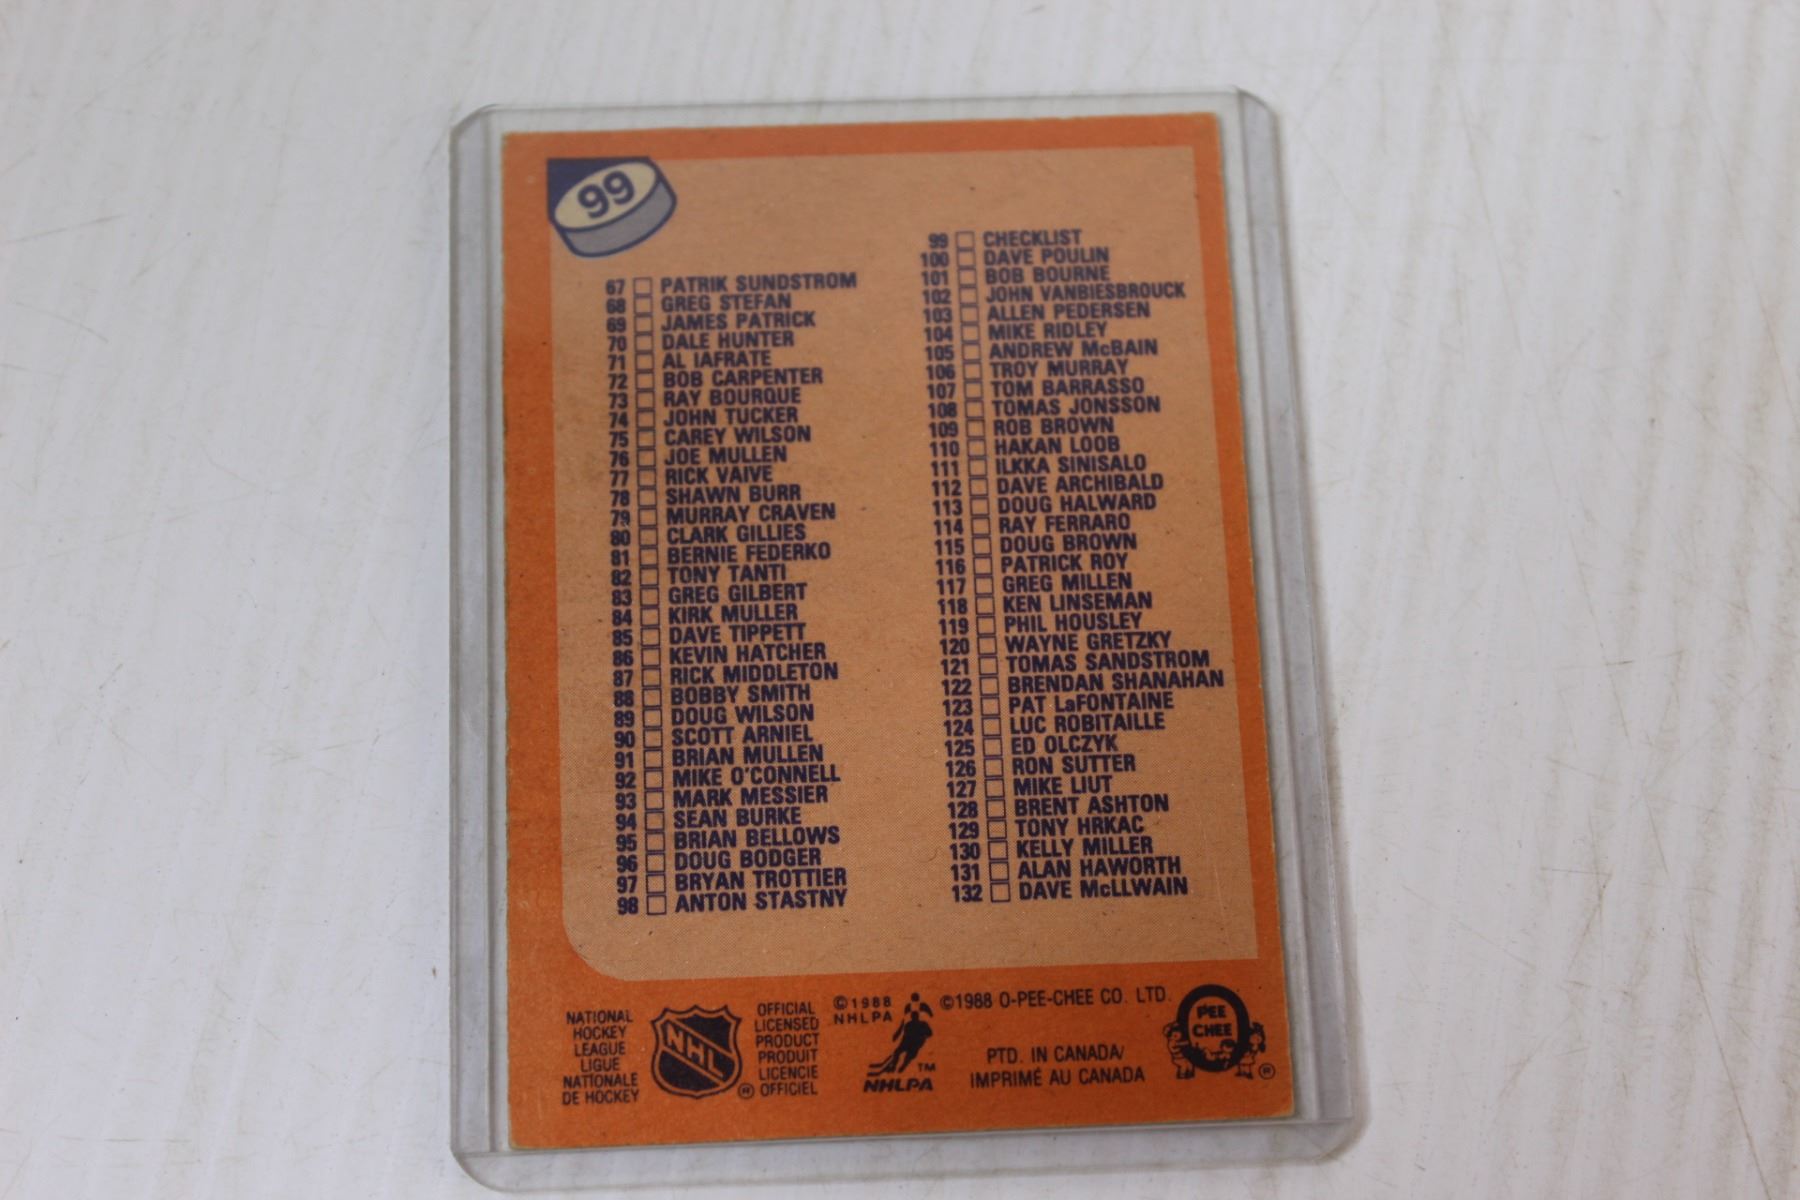 99
67 PATRIK SUNDSTROM
68 GREG STEFAN
69 JAMES PATRICK
70 DALE HUNTER
71 AL IAFRATE
72 BOB CARPENTER
73 RAY BOURQUE
74 JOHN TUCKER
75 CAREY WILSON
76 JOE MULLEN
77 RICK VAIVE
78 SHAWN BURR
79 MURRAY CRAVEN
80 CLARK GILLIES
81 BERNIE FEDERKO
82 TONY TANTI
83 GREG GILBERT
84 KIRK MULLER
85 DAVE TIPPETT
86 KEVIN HATCHER
87 RICK MIDDLETON
88 BOBBY SMITH
89 DOUG WILSON
90 SCOTT ARNIEL
91 BRIAN MULLEN
92 MIKE O'CONNELL
93 MARK MESSIER
94 SEAN BURKE
95 BRIAN BELLOWS
96 DOUG BODGER
97 BRYAN TROTTIER
98 ANTON STASTNY
99 CHECKLIST
100 DAVE POULIN
101 BOB BOURNE
102 JOHN VANBIESBROUCK
103 ALLEN PEDERSEN
104 MIKE RIDLEY
105 ANDREW McBAIN
106 TROY MURRAY
107 TOM BARRASSO
108 TOMAS JONSSON
109 ROB BROWN
110 HAKAN LOOB
111 ILKKA SINISALO
112 DAVE ARCHIBALD
113 DOUG HALWARD
114 RAY FERRARO
115 DOUG BROWN
116 PATRICK ROY
117 GREG MILLEN
118 KEN LINSEMAN
119 PHIL HOUSLEY
120 WAYNE GRETZKY
121 TOMAS SANDSTROM
122 BRENDAN SHANAHAN
123 PAT LaFONTAINE
124 LUC ROBITAILLE
125 ED OLCZYK
126 RON SUTTER
127 MIKE LIUT
128 BRENT ASHTON
129 TONY HRKAC
130 KELLY MILLER
131 ALAN HAWORTH
132 DAVE McLLWAIN
NATIONAL
HOCKEY
LEAGUE
LIGUE
NATIONALE
DE HOCKEY
NHL
®
OFFICIAL
LICENSED
PRODUCT
PRODUIT
LICENCIE
OFFICIEL
©1988
NHLPA
TM
NHLPA
©1988 O-PEE-CHEE CO. LTD.
PTD. IN CANADA/
IMPRIMÉ AU CANADA
PEE
CHEE
®